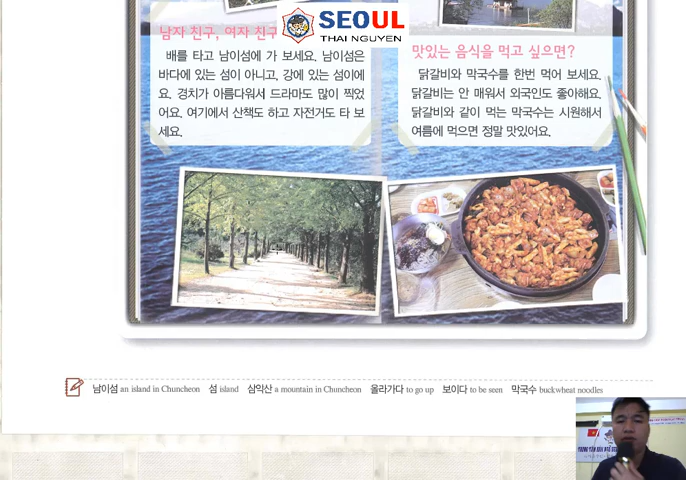 SEOUL
THAI NGUYEN
남자 친구, 여자 친구
배를 타고 남이섬에 가 보세요. 남이섬은
바다에 있는 섬이 아니고, 강에 있는 섬이에
요. 경치가 아름다워서 드라마도 많이 찍었
어요. 여기에서 산책도 하고 자전거도 타 보
세요.
맛있는 음식을 먹고 싶으면?
닭갈비와 막국수를 한번 먹어 보세요.
닭갈비는 안 매워서 외국인도 좋아해요.
닭갈비와 같이 먹는 막국수는 시원해서
여름에 먹으면 정말 맛있어요.
남이섬 an island in Chuncheon 섬 island 삼악산 a mountain in Chuncheon 올라가다 to go up 보이다 to be seen 막국수 buckwheat noodles